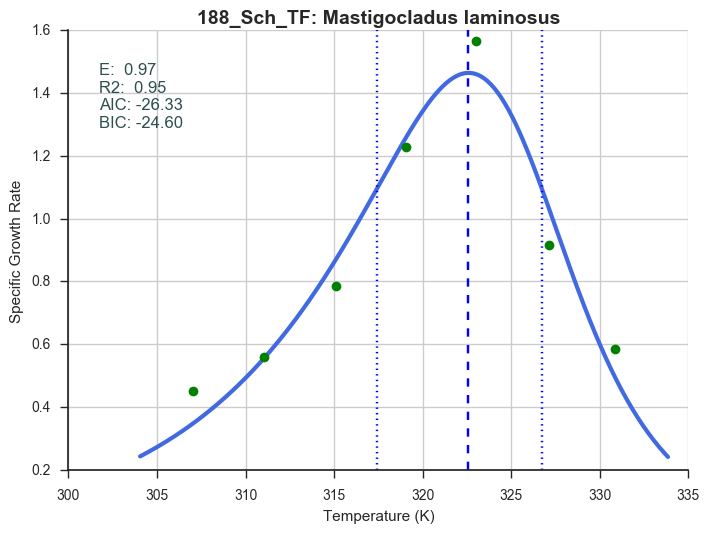 188_Sch_TF: Mastigocladus laminosus
E:  0.97
R2:  0.95
AIC: -26.33
BIC: -24.60
Specific Growth Rate
1.6
1.4
1.2
1.0
0.8
0.6
0.4
0.2
300 305 310 315 320 325 330 335
Temperature (K)